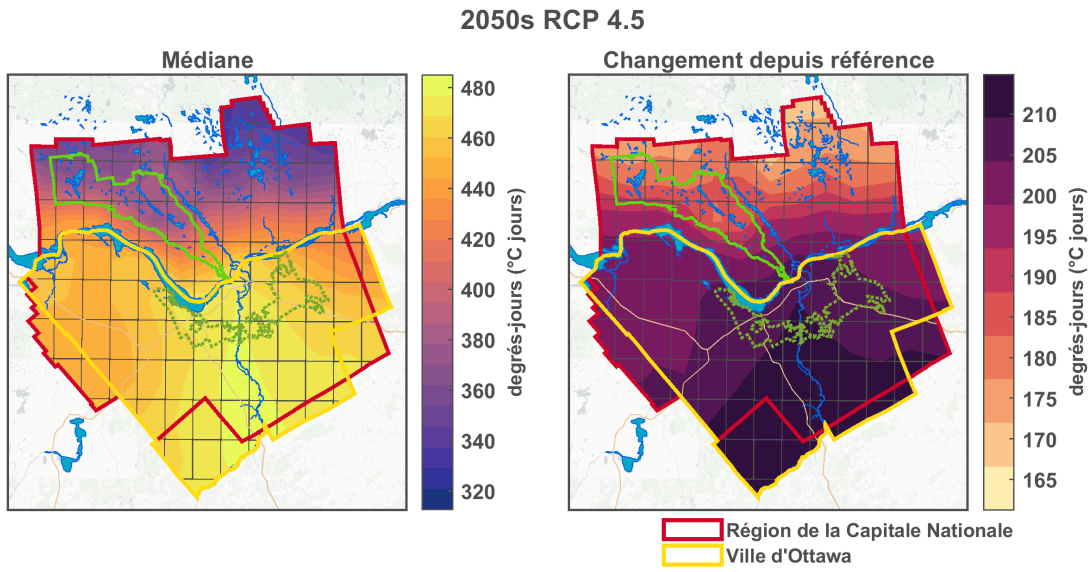 2050s RCP 4.5
Médiane
Changement depuis référence
480
460
440
420
400
380
360
340
320
degrés-jours (°C jours)
210
205
200
195
190
185
180
175
170
165
degrés-jours (°C jours)
Région de la Capitale Nationale
Ville d'Ottawa